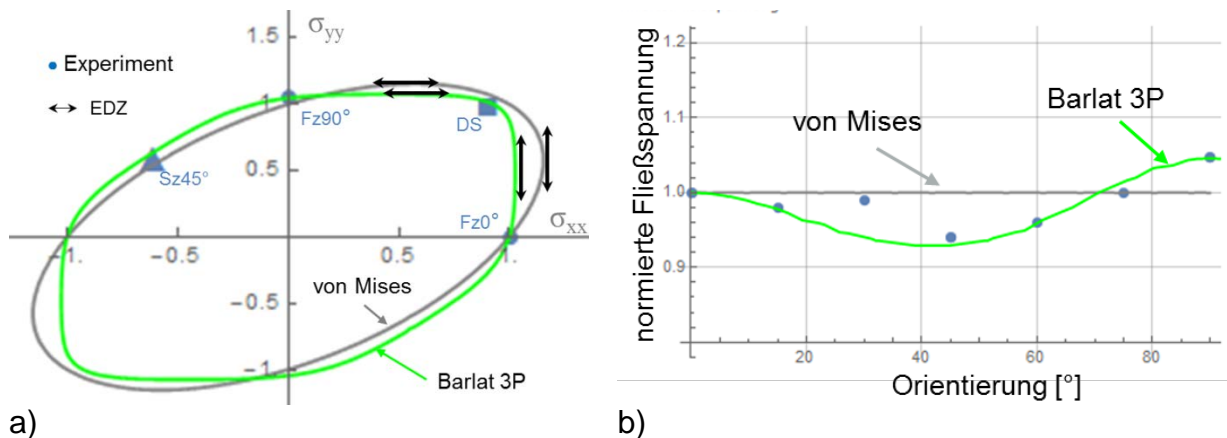 σyy
1.5
Experiment
EDZ
1
Fz90°
DS
0.5
Sz45°
Fz0°
σxx
-1.
-0.5
0.5
1.
von Mises
-0.5
-1
Barlat 3P
a)
normierte Fließspannung
1.2
1.1
Barlat 3P
von Mises
1.0
0.9
20
40
60
80
Orientierung [°]
b)